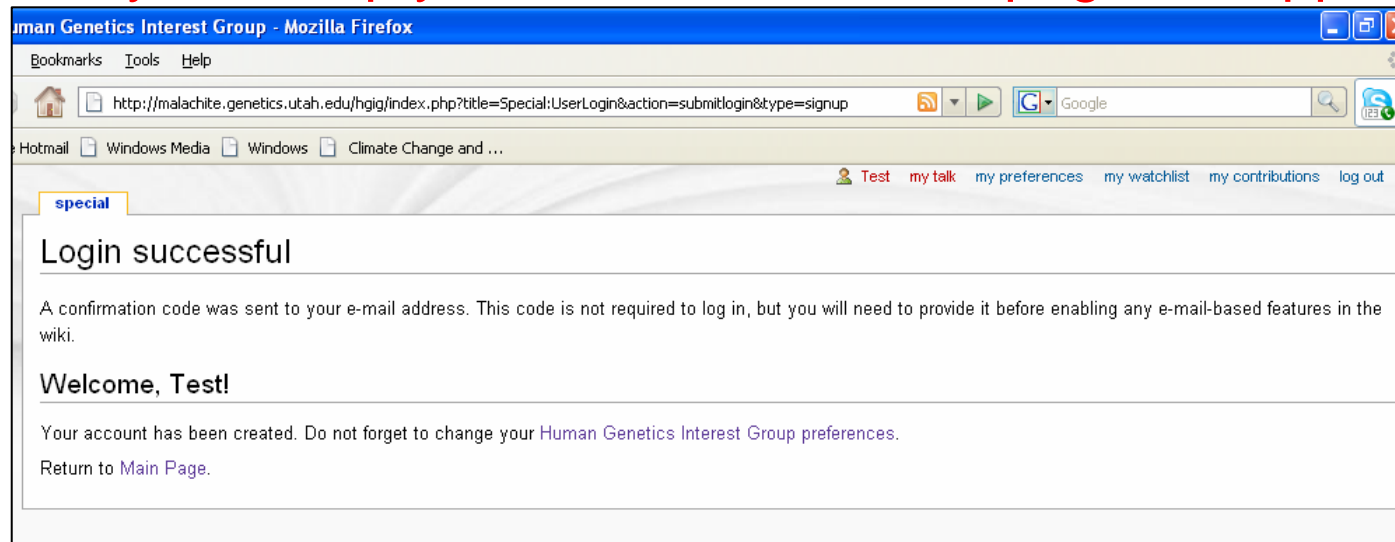 uman Genetics Interest Group - Mozilla Firefox
Bookmarks Tools Help
http://malachite.genetics.utah.edu/hgig/index.php?title=Special:UserLogin&action=submitlogin&type=signup G Google
Hotmail Windows Media Windows Climate Change and ...
Test my talk my preferences my watchlist my contributions log out
special
Login successful
A confirmation code was sent to your e-mail address. This code is not required to log in, but you will need to provide it before enabling any e-mail-based features in the
wiki.
Welcome, Test!
Your account has been created. Do not forget to change your Human Genetics Interest Group preferences.
Return to Main Page.